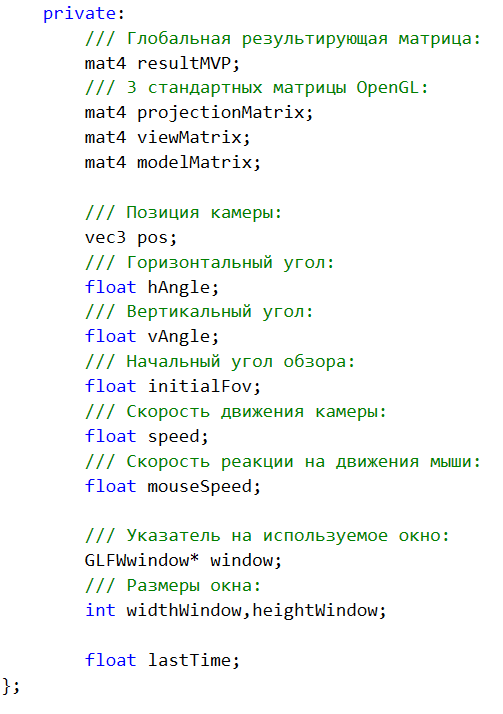 private:
/// Глобальная результирующая матрица:
mat4 resultMVP;
/// 3 стандартных матрицы OpenGL:
mat4 projectionMatrix;
mat4 viewMatrix;
mat4 modelMatrix;
/// Позиция камеры:
vec3 pos;
/// Горизонтальный угол:
float hAngle;
/// Вертикальный угол:
float vAngle;
/// Начальный угол обзора:
float initialFov;
/// Скорость движения камеры:
float speed;
/// Скорость реакции на движения мыши:
float mouseSpeed;
/// Указатель на используемое окно:
GLFWwindow* window;
/// Размеры окна:
int widthWindow,heightWindow;
float lastTime;
};